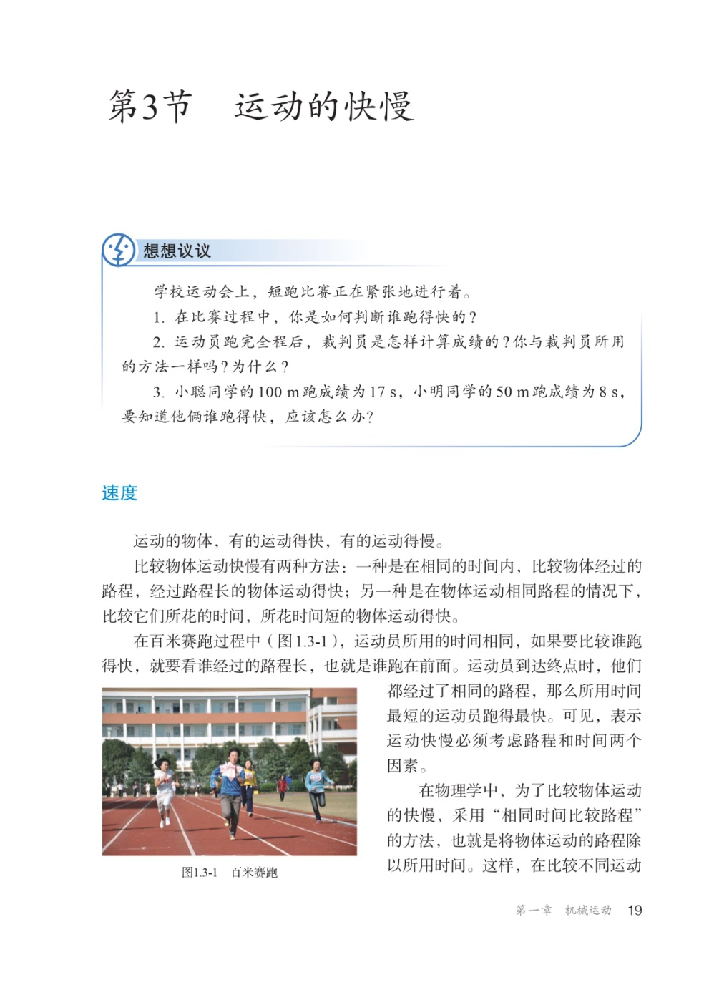 第3节 运动的快慢
想想议议
学校运动会上，短跑比赛正在紧张地进行着。
1. 在比赛过程中，你是如何判断谁跑得快的？
2. 运动员跑完全程后，裁判员是怎样计算成绩的？你与裁判员所用
的方法一样吗？为什么？
3. 小聪同学的 100 m 跑成绩为 17 s，小明同学的 50 m 跑成绩为 8 s，
要知道他俩谁跑得快，应该怎么办？
速度
运动的物体，有的运动得快，有的运动得慢。
比较物体运动快慢有两种方法：一种是在相同的时间内，比较物体经过的
路程，经过路程长的物体运动得快；另一种是在物体运动相同路程的情况下，
比较它们所花的时间，所花时间短的物体运动得快。
在百米赛跑过程中（图1.3-1），运动员所用的时间相同，如果要比较谁跑
得快，就要看谁经过的路程长，也就是谁跑在前面。运动员到达终点时，他们
都经过了相同的路程，那么所用时间
最短的运动员跑得最快。可见，表示
运动快慢必须考虑路程和时间两个
因素。
在物理学中，为了比较物体运动
的快慢，采用“相同时间比较路程”
的方法，也就是将物体运动的路程除
以所用时间。这样，在比较不同运动
图1.3-1 百米赛跑
第一章 机械运动 19